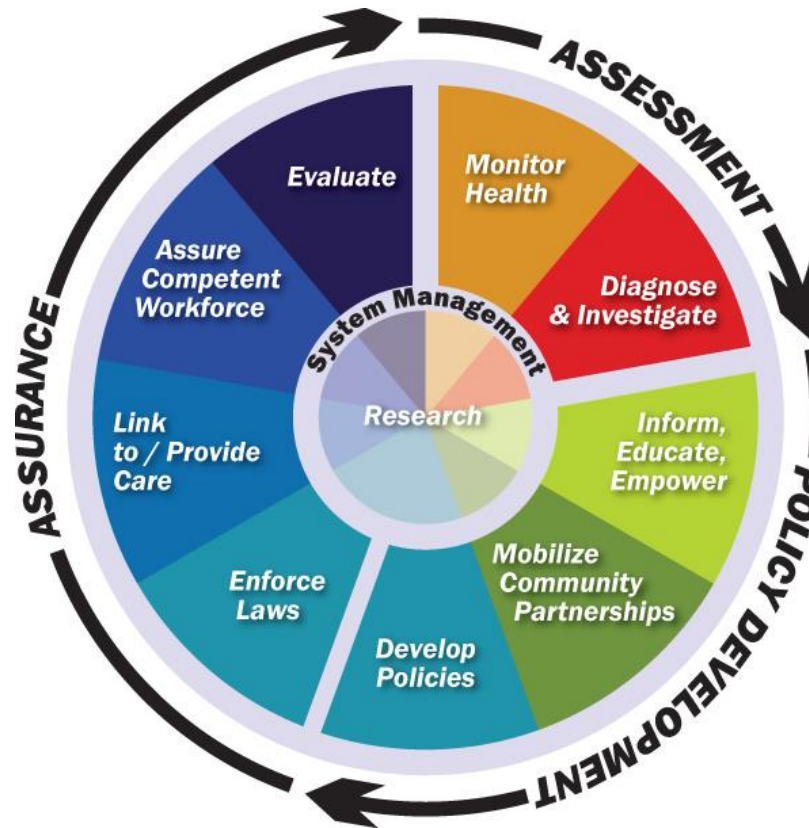 ASSESSMENT
Monitor
Health
Diagnose
& Investigate
Inform,
Educate,
Empower
POLICY DEVELOPMENT
Mobilize
Community
Partnerships
Develop
Policies
Enforce
Laws
ASSURANCE
Link
to / Provide
Care
Assure
Competent
Workforce
Evaluate
System Management
Research